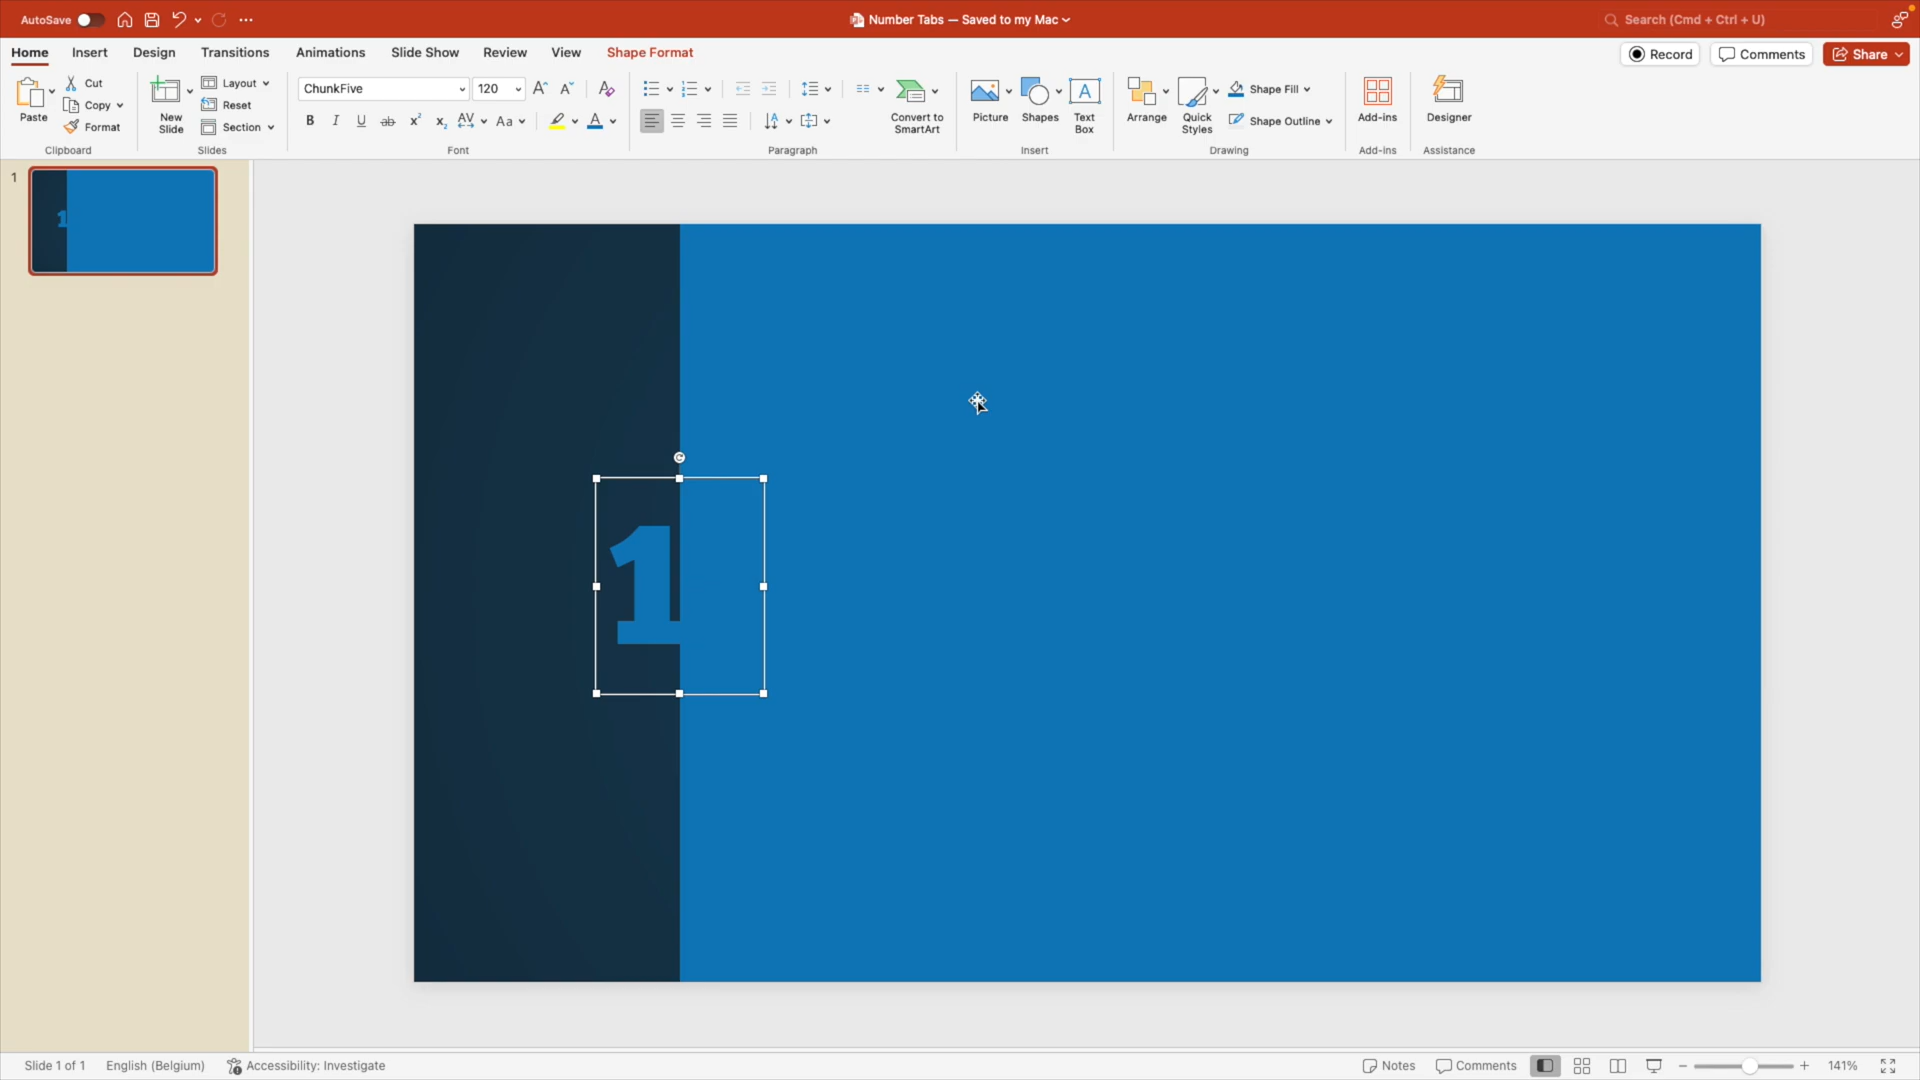 AutoSave
Number Tabs — Saved to my Mac
Search (Cmd + Ctrl + U)
Home Insert Design Transitions Animations Slide Show Review View Shape Format
Record Comments Share
Paste
Cut
Copy
Format
New Slide
Layout
Reset
Section
ChunkFive 120
Convert to SmartArt
Picture
Shapes
Text Box
Arrange
Quick Styles
Shape Fill
Shape Outline
Add-ins
Designer
Clipboard Slides Font Paragraph Insert Drawing Add-ins Assistance
1
1
1
Slide 1 of 1 English (Belgium) Accessibility: Investigate Notes Comments 141%